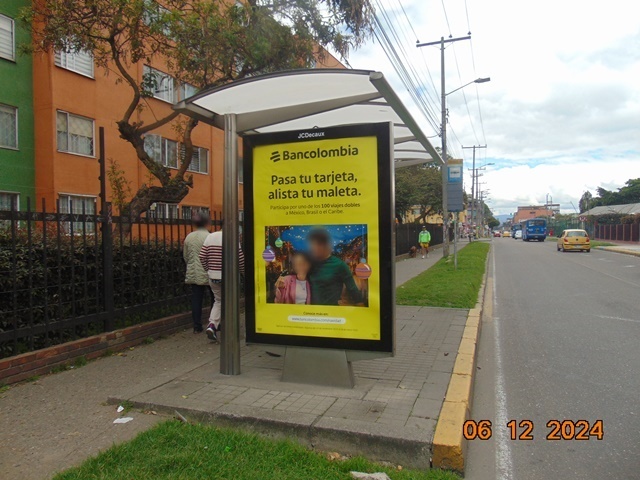 JCDecaux
Bancolombia
Pasa tu tarjeta,
alista tu maleta.
Participa por uno de los 100 viajes dobles
a México, Brasil o el Caribe.
06 12 2024